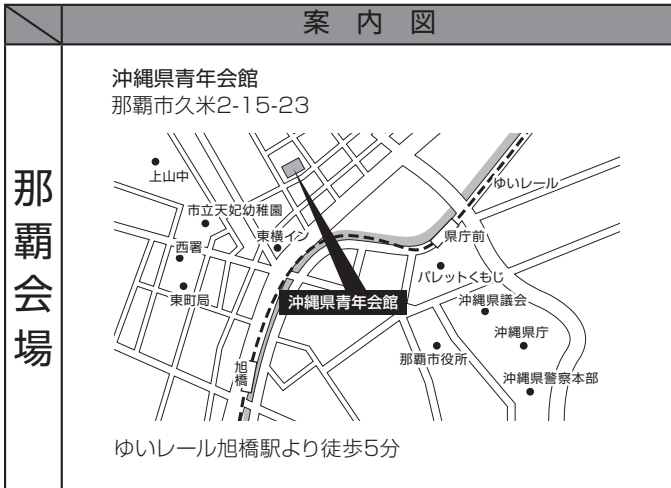 案内図
那覇会場
沖縄県青年会館
那覇市久米2-15-23
上山中
ゆいレール
市立天妃幼稚園
東横イン
県庁前
西署
パレットくもじ
東町局
沖縄県青年会館
沖縄県議会
沖縄県庁
那覇市役所
旭橋
沖縄県警察本部
ゆいレール旭橋駅より徒歩5分